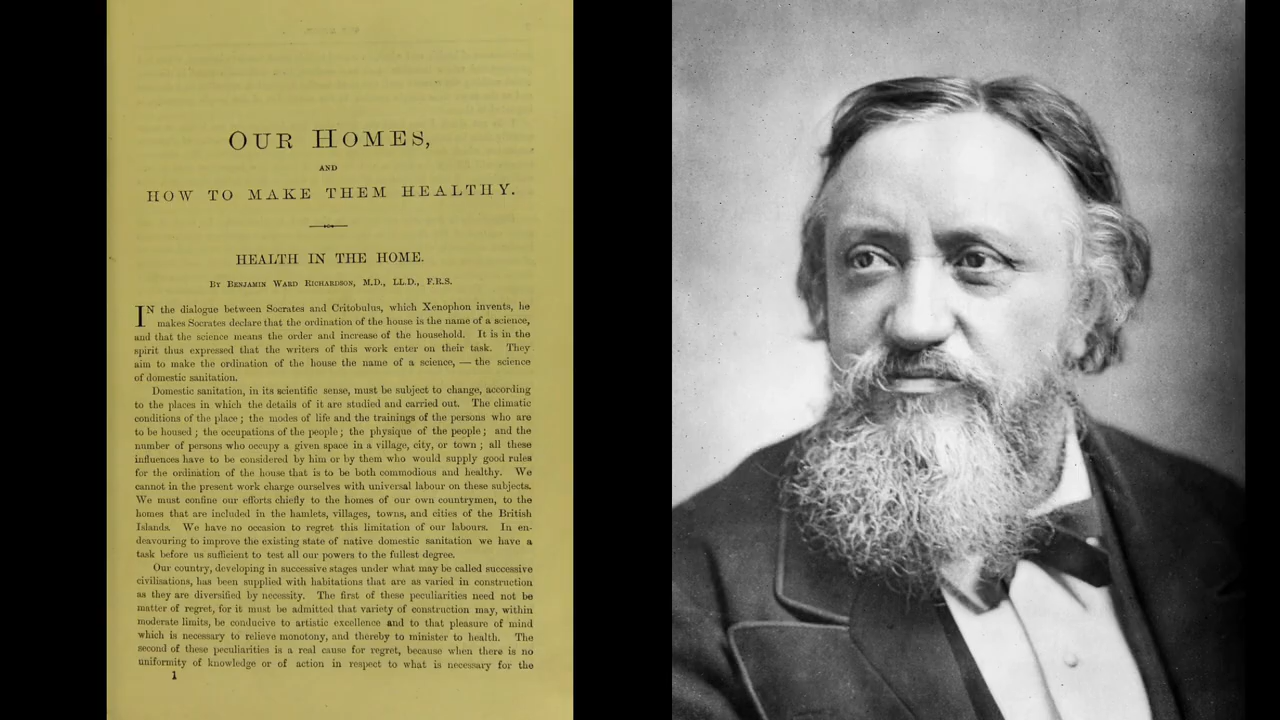 OUR HOMES,
AND
HOW TO MAKE THEM HEALTHY.
HEALTH IN THE HOME.
BY BENJAMIN WARD RICHARDSON, M.D., LL.D., F.R.S.
IN the dialogue between Socrates and Critobulus, which Xenophon invents, he
makes Socrates declare that the ordination of the house is the name of a science,
and that the science means the order and increase of the household. It is in the
spirit thus expressed that the writers of this work enter on their task. They
aim to make the ordination of the house the name of a science, — the science
of domestic sanitation.
Domestic sanitation, in its scientific sense, must be subject to change, according
to the places in which the details of it are studied and carried out. The climatic
conditions of the place; the modes of life and the trainings of the persons who are
to be housed; the occupations of the people; the physique of the people; and the
number of persons who occupy a given space in a village, city, or town; all these
influences have to be considered by him or by them who would supply good rules
for the ordination of the house that is to be both commodious and healthy. We
cannot in the present work charge ourselves with universal labour on these subjects.
We must confine our efforts chiefly to the homes of our own countrymen, to the
homes that are included in the hamlets, villages, towns, and cities of the British
Islands. We have no occasion to regret this limitation of our labours. In en-
deavouring to improve the existing state of native domestic sanitation we have a
task before us sufficient to test all our powers to the fullest degree.
Our country, developing in successive stages under what may be called successive
civilisations, has been supplied with habitations that are as varied in construction
as they are diversified by necessity. The first of these peculiarities need not be
matter of regret, for it must be admitted that variety of construction may, within
moderate limits, be conducive to artistic excellence and to that pleasure of mind
which is necessary to relieve monotony, and thereby to minister to health. The
second of these peculiarities is a real cause for regret, because when there is no
uniformity of knowledge or of action in respect to what is necessary for the
1